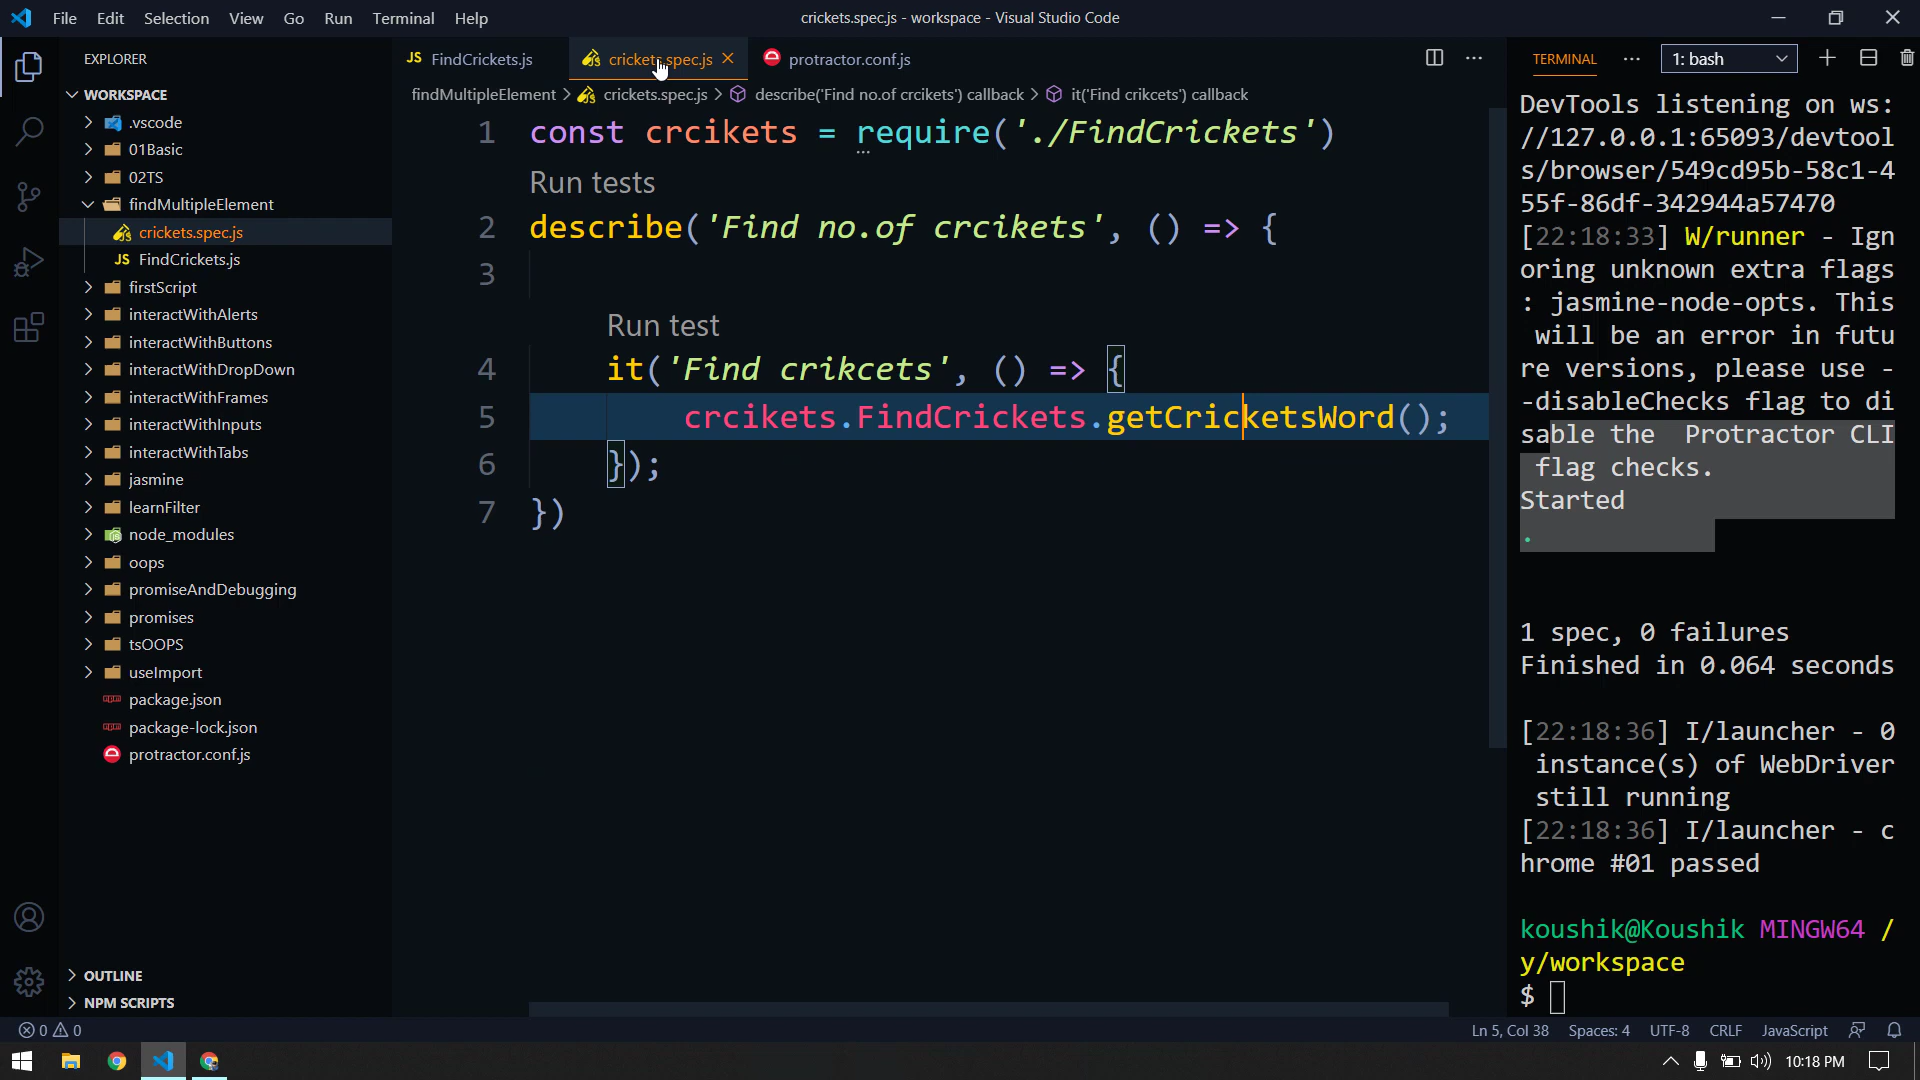 File Edit Selection View Go Run Terminal Help
crickets.spec.js - workspace - Visual Studio Code
EXPLORER
WORKSPACE
.vscode
01Basic
02TS
findMultipleElement
crickets.spec.js
JS FindCrickets.js
firstScript
interactWithAlerts
interactWithButtons
interactWithDropDown
interactWithFrames
interactWithInputs
interactWithTabs
jasmine
learnFilter
node_modules
oops
promiseAndDebugging
promises
tsOOPS
useImport
package.json
package-lock.json
protractor.conf.js
OUTLINE
NPM SCRIPTS
JS FindCrickets.js
crickets.spec.js
protractor.conf.js
findMultipleElement > crickets.spec.js > describe('Find no.of crcikets') callback > it('Find crikcets') callback
1 const crcikets = require('./FindCrickets')
Run tests
2 describe('Find no.of crcikets', () => {
3
Run test
4 it('Find crikcets', () => {
5 crcikets.FindCrickets.getCricketsWord();
6 });
7 })
TERMINAL
1: bash
DevTools listening on ws:
//127.0.0.1:65093/devtool
s/browser/549cd95b-58c1-4
55f-86df-342944a57470
[22:18:33] W/runner - Ign
oring unknown extra flags
: jasmine-node-opts. This
will be an error in futu
re versions, please use -
-disableChecks flag to di
sable the  Protractor CLI
flag checks.
Started
.
1 spec, 0 failures
Finished in 0.064 seconds
[22:18:36] I/launcher - 0
instance(s) of WebDriver
still running
[22:18:36] I/launcher - c
hrome #01 passed
koushik@Koushik MINGW64 /
y/workspace
$
0 0
Ln 5, Col 38 Spaces: 4 UTF-8 CRLF JavaScript
10:18 PM